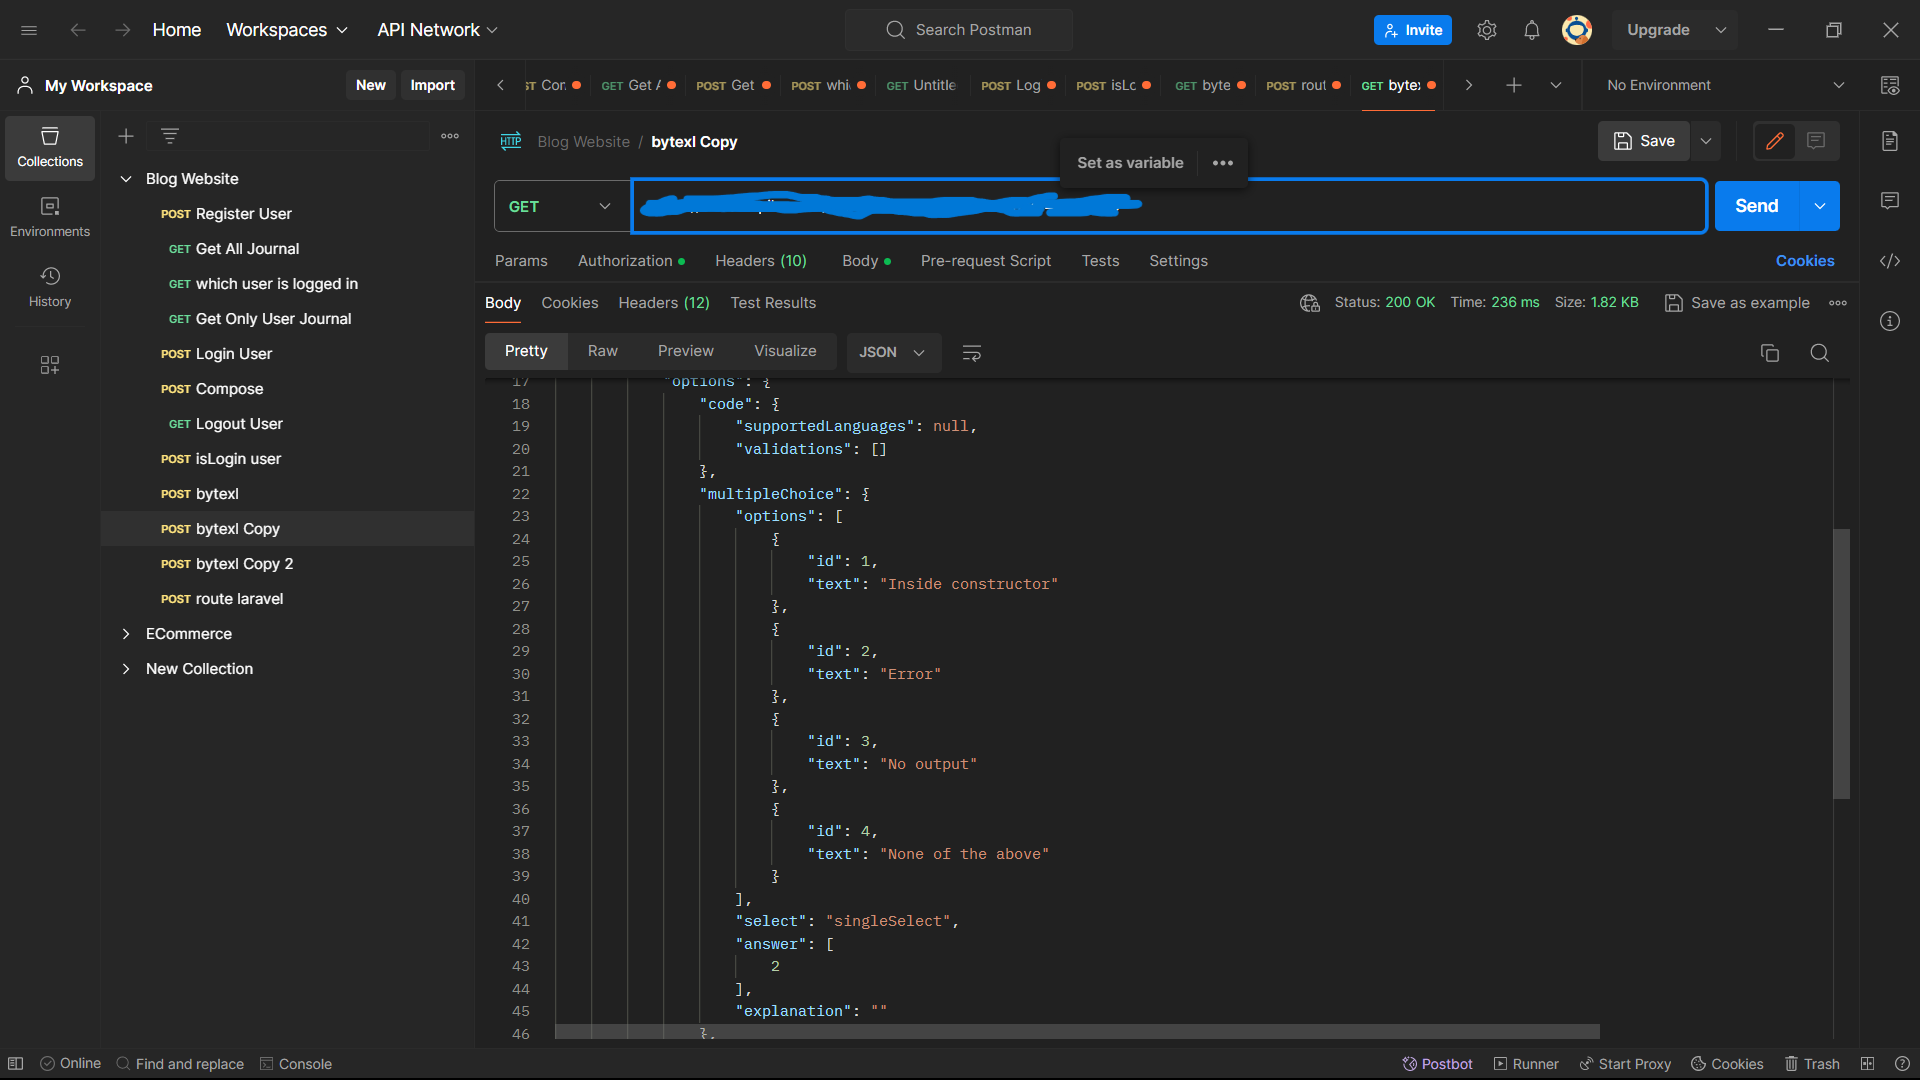 Home Workspaces API Network Search Postman Invite Upgrade
My Workspace New Import
Cor GET Get A POST Get POST whi GET Untitle POST Log POST isLo GET byte POST rout GET bytex No Environment
Collections
Environments
History
Blog Website
POST Register User
GET Get All Journal
GET which user is logged in
GET Get Only User Journal
POST Login User
POST Compose
GET Logout User
POST isLogin user
POST bytexl
POST bytexl Copy
POST bytexl Copy 2
POST route laravel
ECommerce
New Collection
HTTP Blog Website / bytexl Copy Save
Set as variable
GET Send
Params Authorization Headers (10) Body Pre-request Script Tests Settings Cookies
Body Cookies Headers (12) Test Results Status: 200 OK Time: 236 ms Size: 1.82 KB Save as example
Pretty Raw Preview Visualize JSON
17 "options": {
18 "code": {
19 "supportedLanguages": null,
20 "validations": []
21 },
22 "multipleChoice": {
23 "options": [
24 {
25 "id": 1,
26 "text": "Inside constructor"
27 },
28 {
29 "id": 2,
30 "text": "Error"
31 },
32 {
33 "id": 3,
34 "text": "No output"
35 },
36 {
37 "id": 4,
38 "text": "None of the above"
39 }
40 ],
41 "select": "singleSelect",
42 "answer": [
43 2
44 ],
45 "explanation": ""
46 },
Online Find and replace Console Postbot Runner Start Proxy Cookies Trash